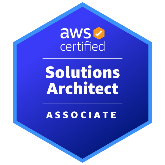 aws
certified
Solutions
Architect
ASSOCIATE